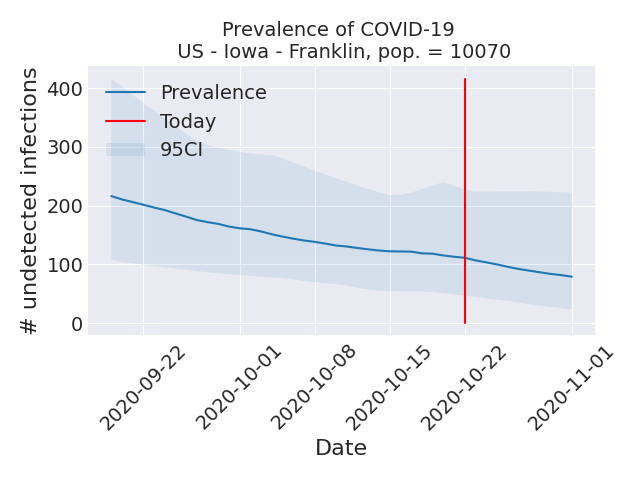 Prevalence of COVID-19
US - Iowa - Franklin, pop. = 10070
# undetected infections
400
300
200
100
0
Prevalence
Today
95CI
2020-09-22
2020-10-01
2020-10-08
2020-10-15
2020-10-22
2020-11-01
Date